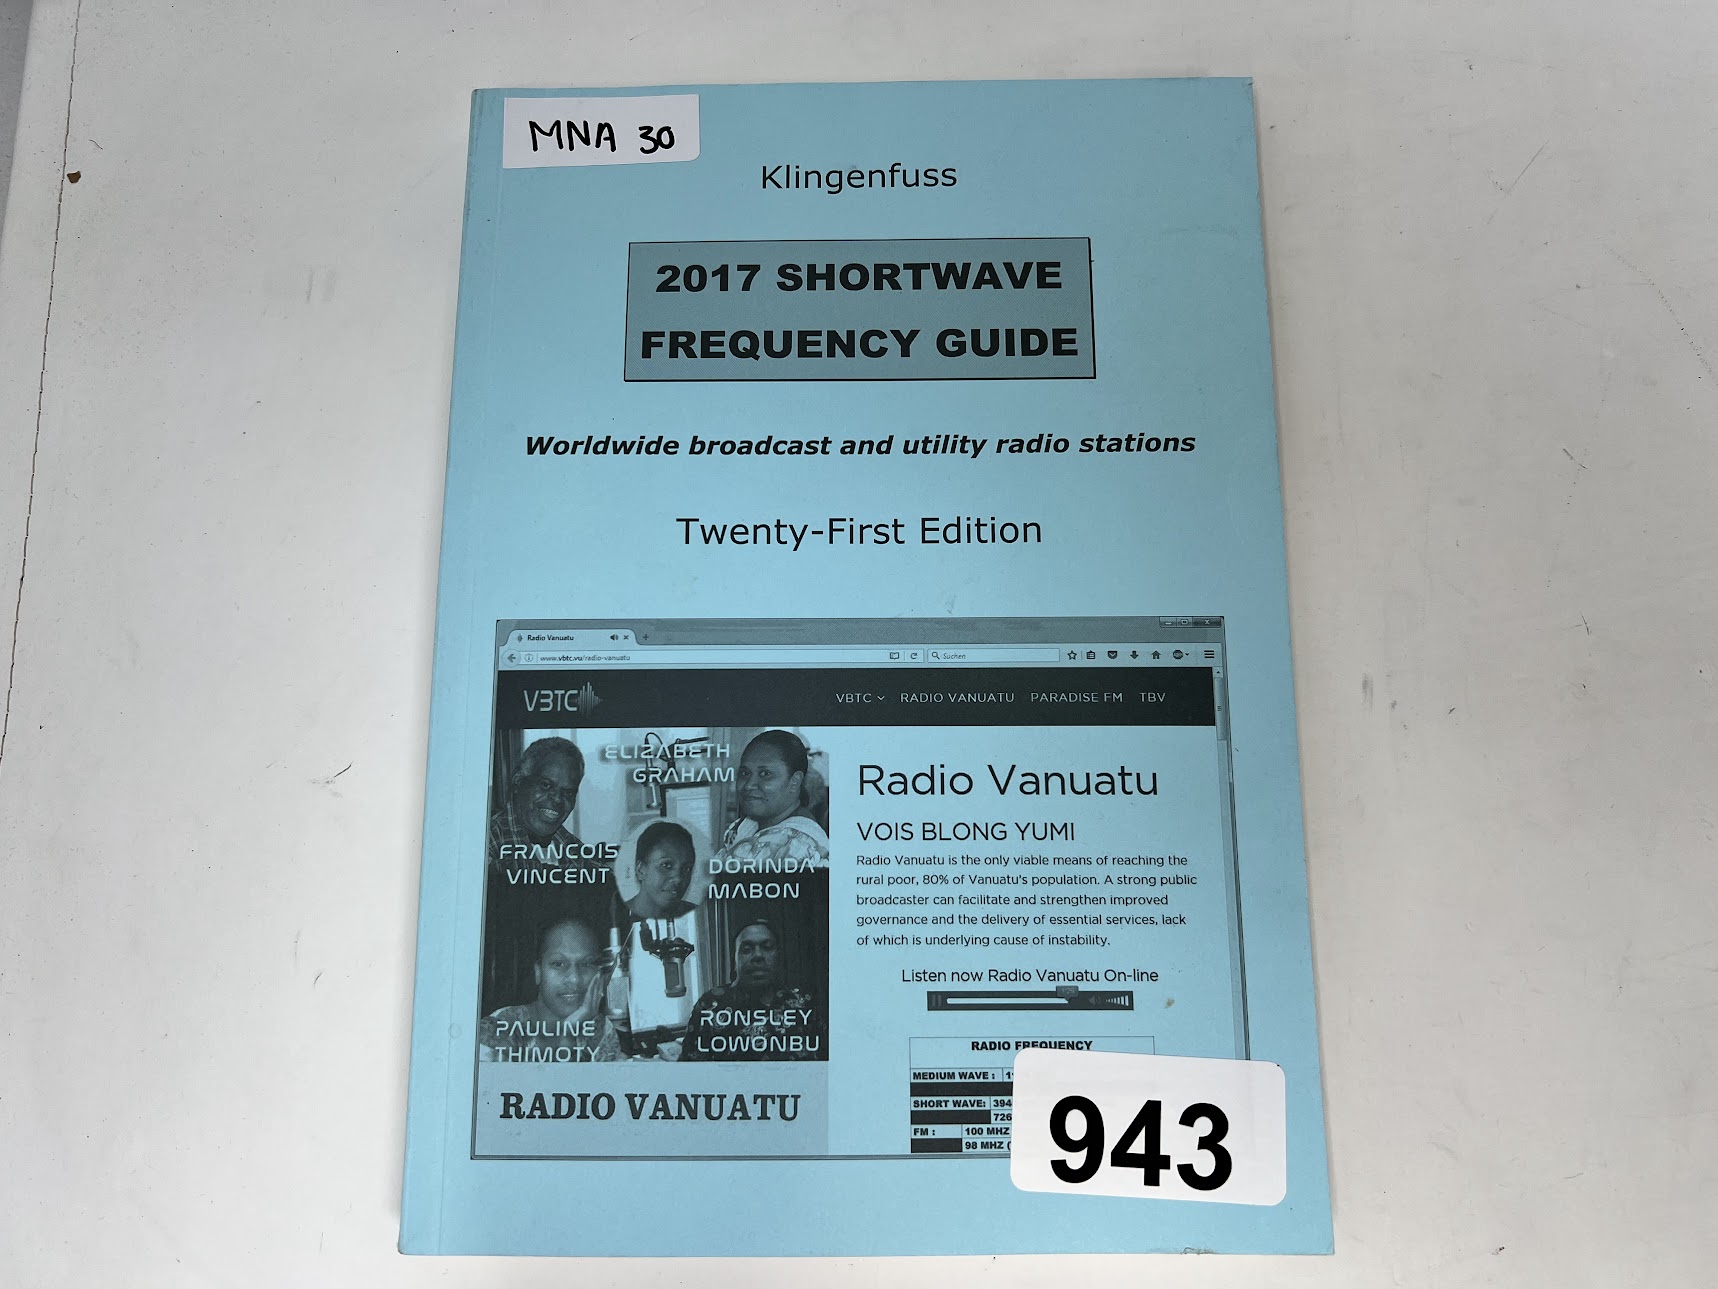 MNA 30
Klingenfuss
2017 SHORTWAVE
FREQUENCY GUIDE
Worldwide broadcast and utility radio stations
Twenty-First Edition
Radio Vanuatu
www.vbtc.vu/radio-vanuatu
Suchen
VBTC
VBTC
RADIO VANUATU
PARADISE FM
TBV
ELIZABETH
GRAHAM
FRANCOIS
VINCENT
DORINDA
MABON
PAULINE
THIMOTY
RONSLEY
LOWONBU
RADIO VANUATU
Radio Vanuatu
VOIS BLONG YUMI
Radio Vanuatu is the only viable means of reaching the
rural poor, 80% of Vanuatu's population. A strong public
broadcaster can facilitate and strengthen improved
governance and the delivery of essential services, lack
of which is underlying cause of instability.
Listen now Radio Vanuatu On-line
RADIO FREQUENCY
MEDIUM WAVE :
SHORT WAVE: 394
726
FM : 100 MHZ
98 MHZ (
943